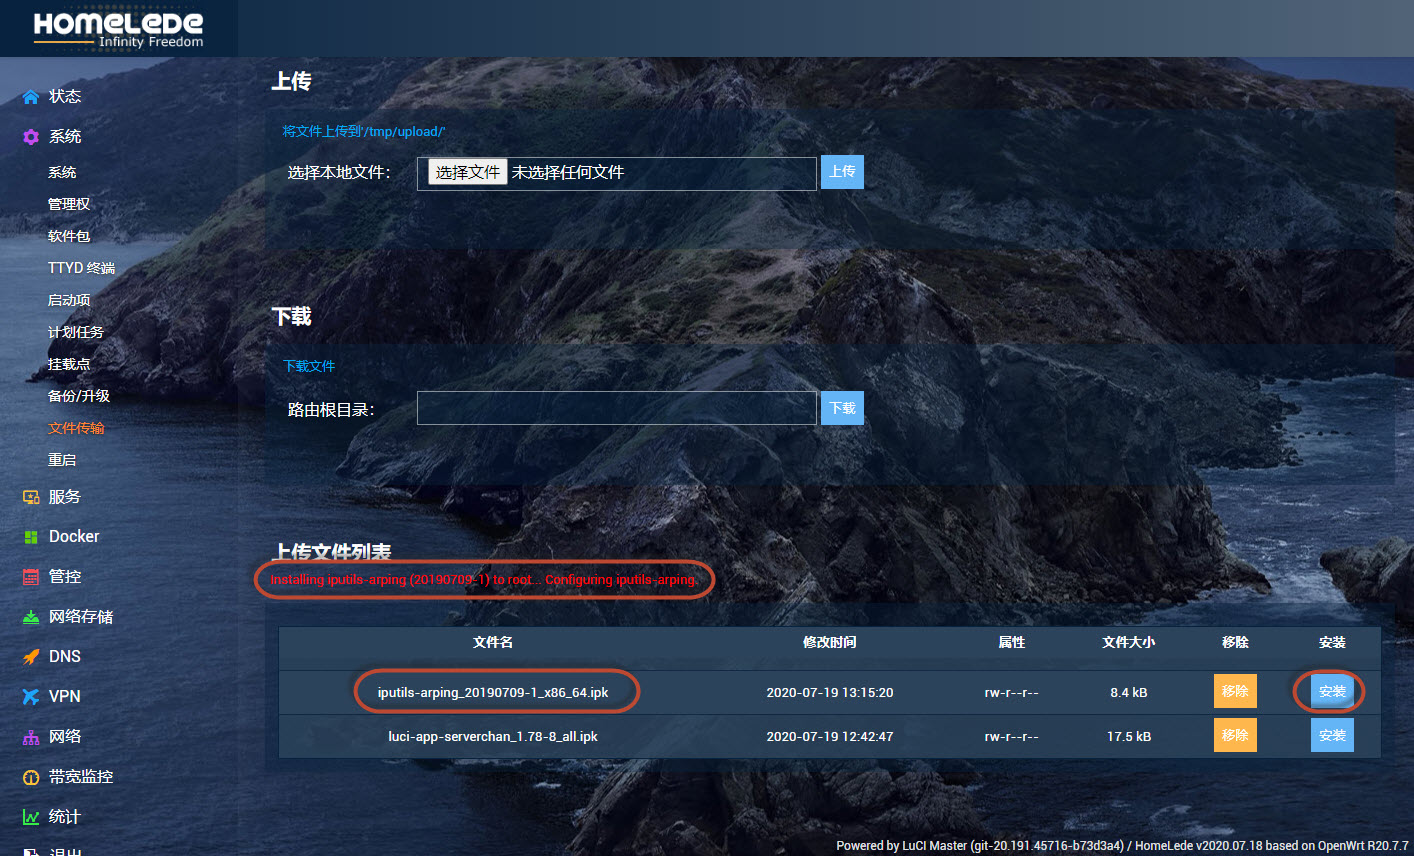 HOMELEDE
Infinity Freedom
状态
系统
系统
管理权
软件包
TTYD 终端
启动项
计划任务
挂载点
备份/升级
文件传输
重启
服务
Docker
管控
网络存储
DNS
VPN
网络
带宽监控
统计
退出
上传
将文件上传到'/tmp/upload/'
选择本地文件： 选择文件 未选择任何文件 上传
下载
下载文件
路由根目录： 下载
上传文件列表
Installing iputils-arping (20190709-1) to root... Configuring iputils-arping.
文件名 修改时间 属性 文件大小 移除 安装
iputils-arping_20190709-1_x86_64.ipk 2020-07-19 13:15:20 rw-r--r-- 8.4 kB 移除 安装
luci-app-serverchan_1.78-8_all.ipk 2020-07-19 12:42:47 rw-r--r-- 17.5 kB 移除 安装
Powered by LuCI Master (git-20.191.45716-b73d3a4) / HomeLede v2020.07.18 based on OpenWrt R20.7.7